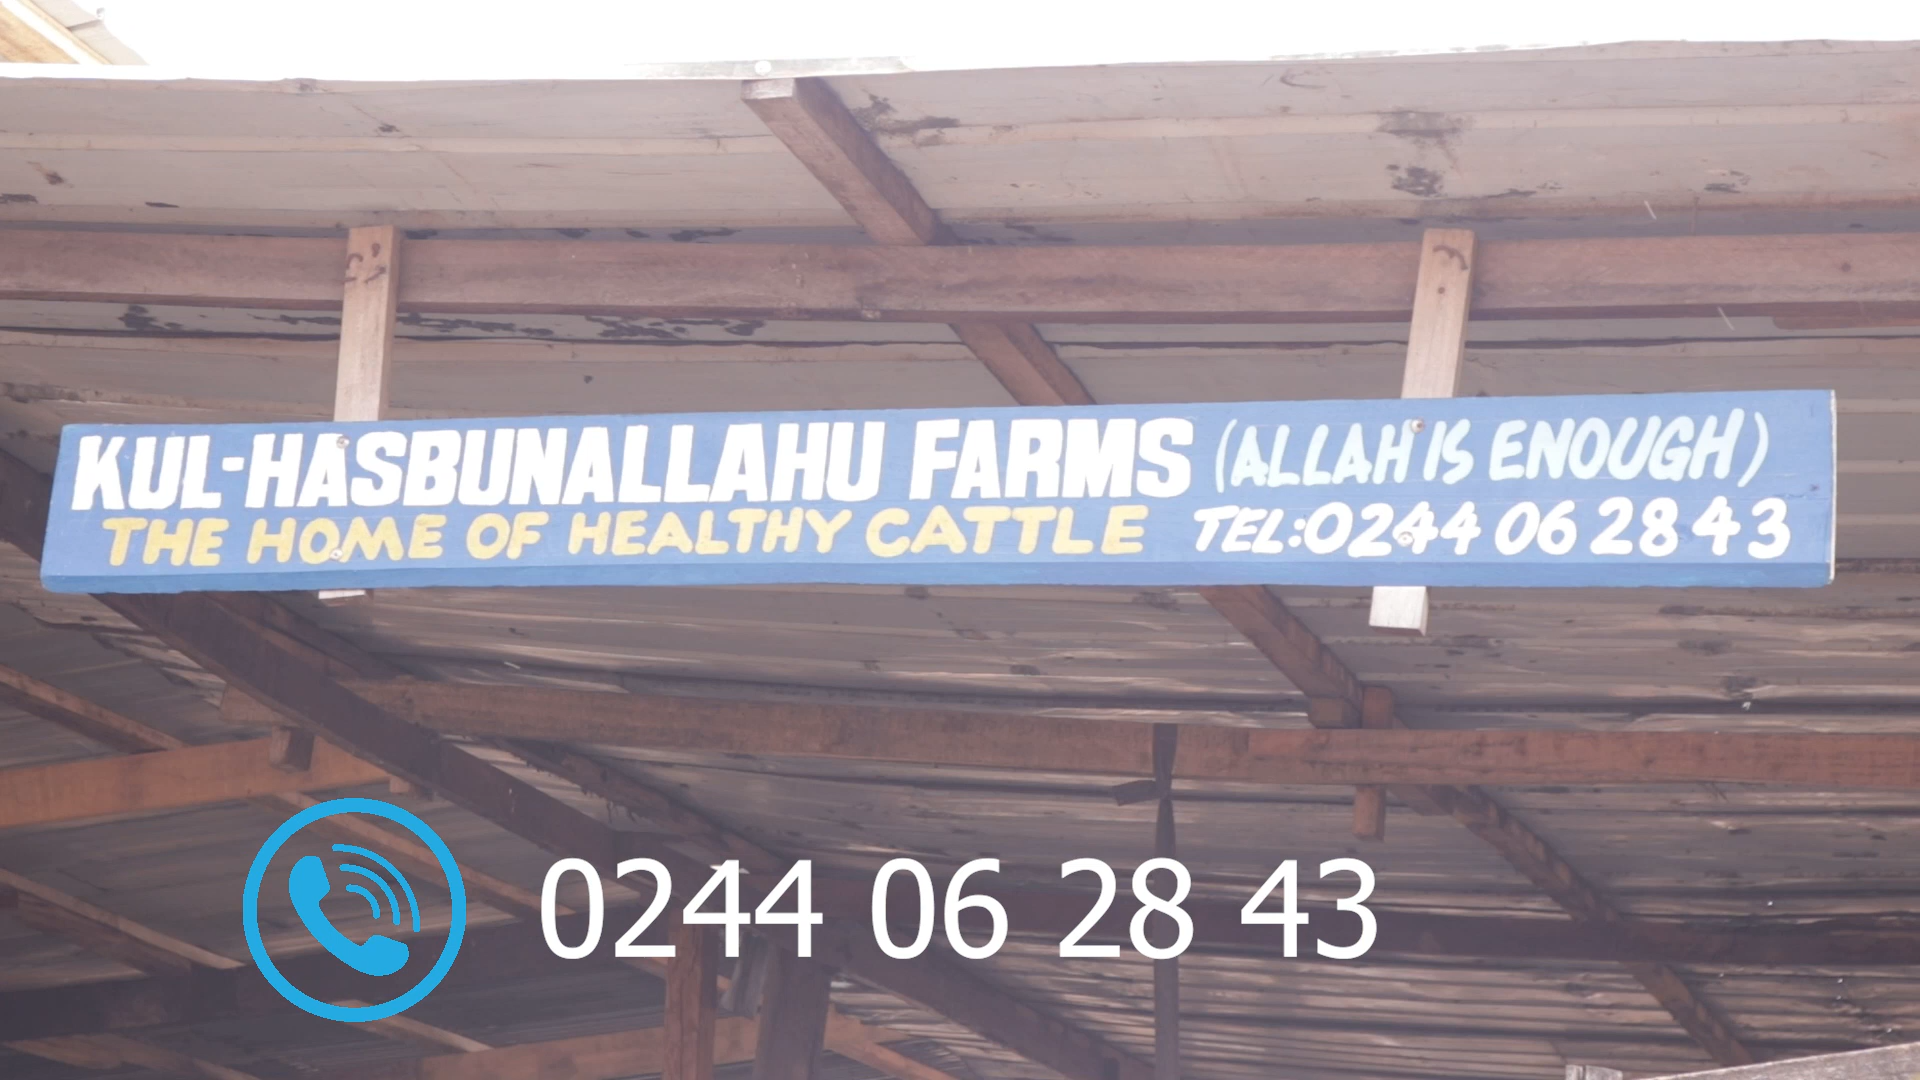 KUL-HASBUNALLAHU FARMS (ALLAH IS ENOUGH)
THE HOME OF HEALTHY CATTLE TEL:0244 06 28 43
0244 06 28 43